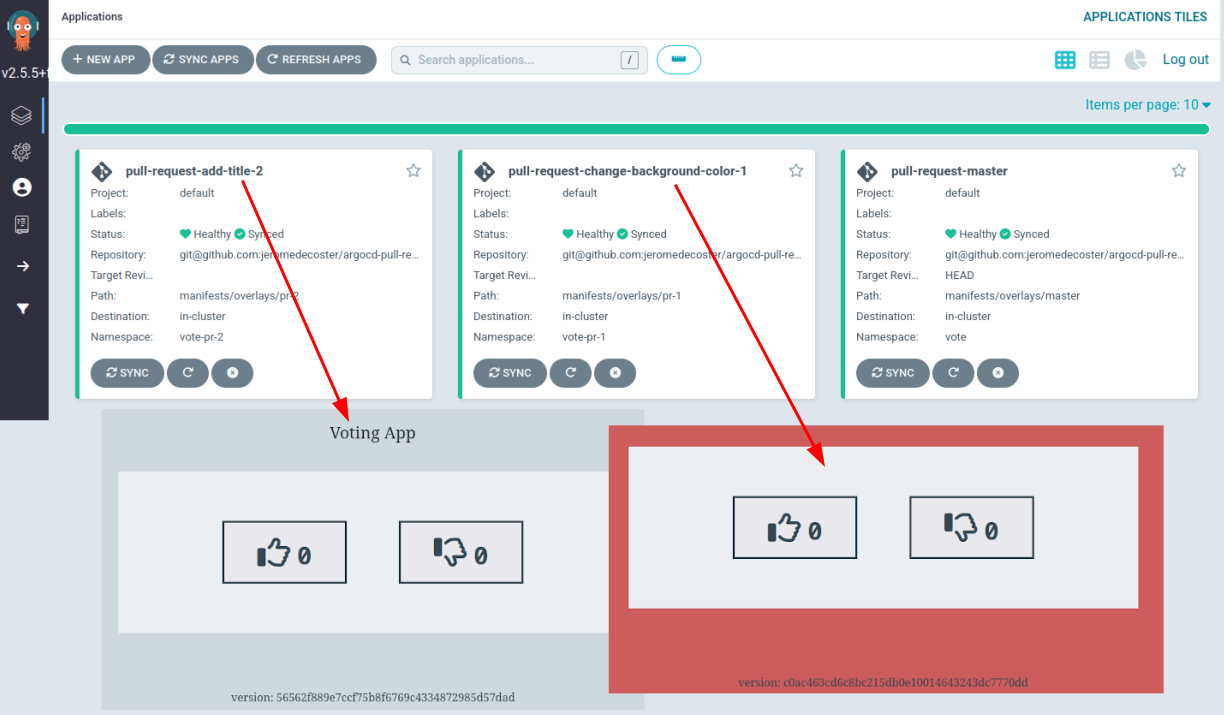 Applications
APPLICATIONS TILES
v2.5.5+f
+ NEW APP
SYNC APPS
REFRESH APPS
Search applications...
/
Log out
Items per page: 10
pull-request-add-title-2
Project: default
Labels:
Status: Healthy Synced
Repository: git@github.com:jeromedecoster/argocd-pull-re...
Target Revi...
Path: manifests/overlays/pr-2
Destination: in-cluster
Namespace: vote-pr-2
SYNC
pull-request-change-background-color-1
Project: default
Labels:
Status: Healthy Synced
Repository: git@github.com:jeromedecoster/argocd-pull-re...
Target Revi...
Path: manifests/overlays/pr-1
Destination: in-cluster
Namespace: vote-pr-1
SYNC
pull-request-master
Project: default
Labels:
Status: Healthy Synced
Repository: git@github.com:jeromedecoster/argocd-pull-re...
Target Revi... HEAD
Path: manifests/overlays/master
Destination: in-cluster
Namespace: vote
SYNC
Voting App
0
0
version: 56562f889e7ccf75b8f6769c4334872985d57dad
0
0
version: c0ac463cd6c8bc215db0e10014643243dc7770dd